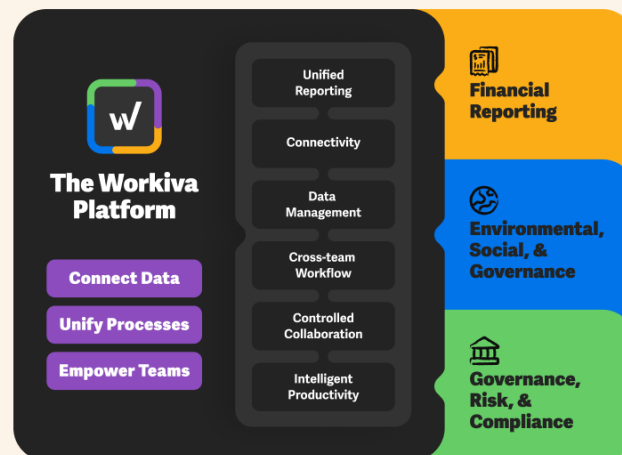 W
The Workiva
Platform
Connect Data
Unify Processes
Empower Teams
Unified
Reporting
Connectivity
Data
Management
Cross-team
Workflow
Controlled
Collaboration
Intelligent
Productivity
Financial
Reporting
Environmental,
Social, &
Governance
Governance,
Risk, &
Compliance